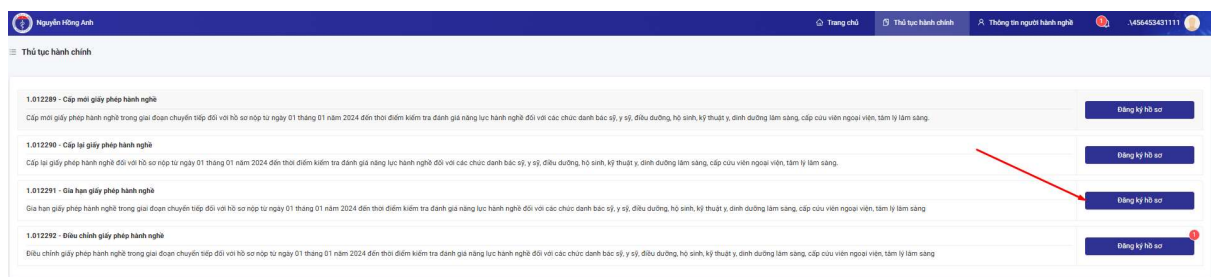 Nguyễn Hồng Anh
Trang chủ
Thủ tục hành chính
Thông tin người hành nghề
1
.\456453431111
Thủ tục hành chính
1.012289 - Cấp mới giấy phép hành nghề
Cấp mới giấy phép hành nghề trong giai đoạn chuyển tiếp đối với hồ sơ nộp từ ngày 01 tháng 01 năm 2024 đến thời điểm kiểm tra đánh giá năng lực hành nghề đối với các chức danh bác sỹ, y sỹ, điều dưỡng, hộ sinh, kỹ thuật y, dinh dưỡng lâm sàng, cấp cứu viên ngoại viện, tâm lý lâm sàng.
Đăng ký hồ sơ
1.012290 - Cấp lại giấy phép hành nghề
Cấp lại giấy phép hành nghề đối với hồ sơ nộp từ ngày 01 tháng 01 năm 2024 đến thời điểm kiểm tra đánh giá năng lực hành nghề đối với các chức danh bác sỹ, y sỹ, điều dưỡng, hộ sinh, kỹ thuật y, dinh dưỡng lâm sàng, cấp cứu viên ngoại viện, tâm lý lâm sàng.
Đăng ký hồ sơ
1.012291 - Gia hạn giấy phép hành nghề
Gia hạn giấy phép hành nghề trong giai đoạn chuyển tiếp đối với hồ sơ nộp từ ngày 01 tháng 01 năm 2024 đến thời điểm kiểm tra đánh giá năng lực hành nghề đối với các chức danh bác sỹ, y sỹ, điều dưỡng, hộ sinh, kỹ thuật y, dinh dưỡng lâm sàng, cấp cứu viên ngoại viện, tâm lý lâm sàng
Đăng ký hồ sơ
1.012292 - Điều chỉnh giấy phép hành nghề
Điều chỉnh giấy phép hành nghề trong giai đoạn chuyển tiếp đối với hồ sơ nộp từ ngày 01 tháng 01 năm 2024 đến thời điểm kiểm tra đánh giá năng lực hành nghề đối với các chức danh bác sỹ, y sỹ, điều dưỡng, hộ sinh, kỹ thuật y, dinh dưỡng lâm sàng, cấp cứu viên ngoại viện, tâm lý lâm sàng
1
Đăng ký hồ sơ